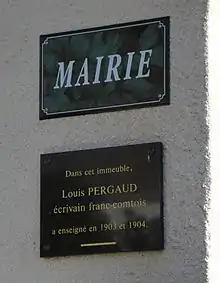 MAIRIE
Dans cet immeuble,
Louis PERGAUD
écrivain franc-comtois
a enseigné en 1903 et 1904.